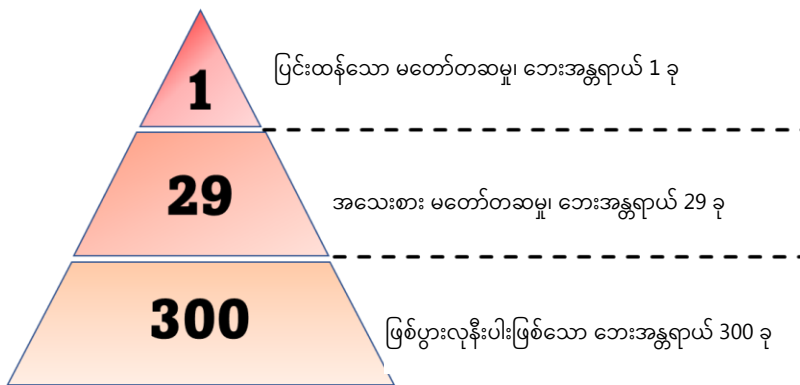 1
ပြင်းထန်သော မတော်တဆမှု၊ ဘေးအန္တရာယ် 1 ခု
29
အသေးစား မတော်တဆမှု၊ ဘေးအန္တရာယ် 29 ခု
300
ဖြစ်ပွားလုနီးပါးဖြစ်သော ဘေးအန္တရာယ် 300 ခု